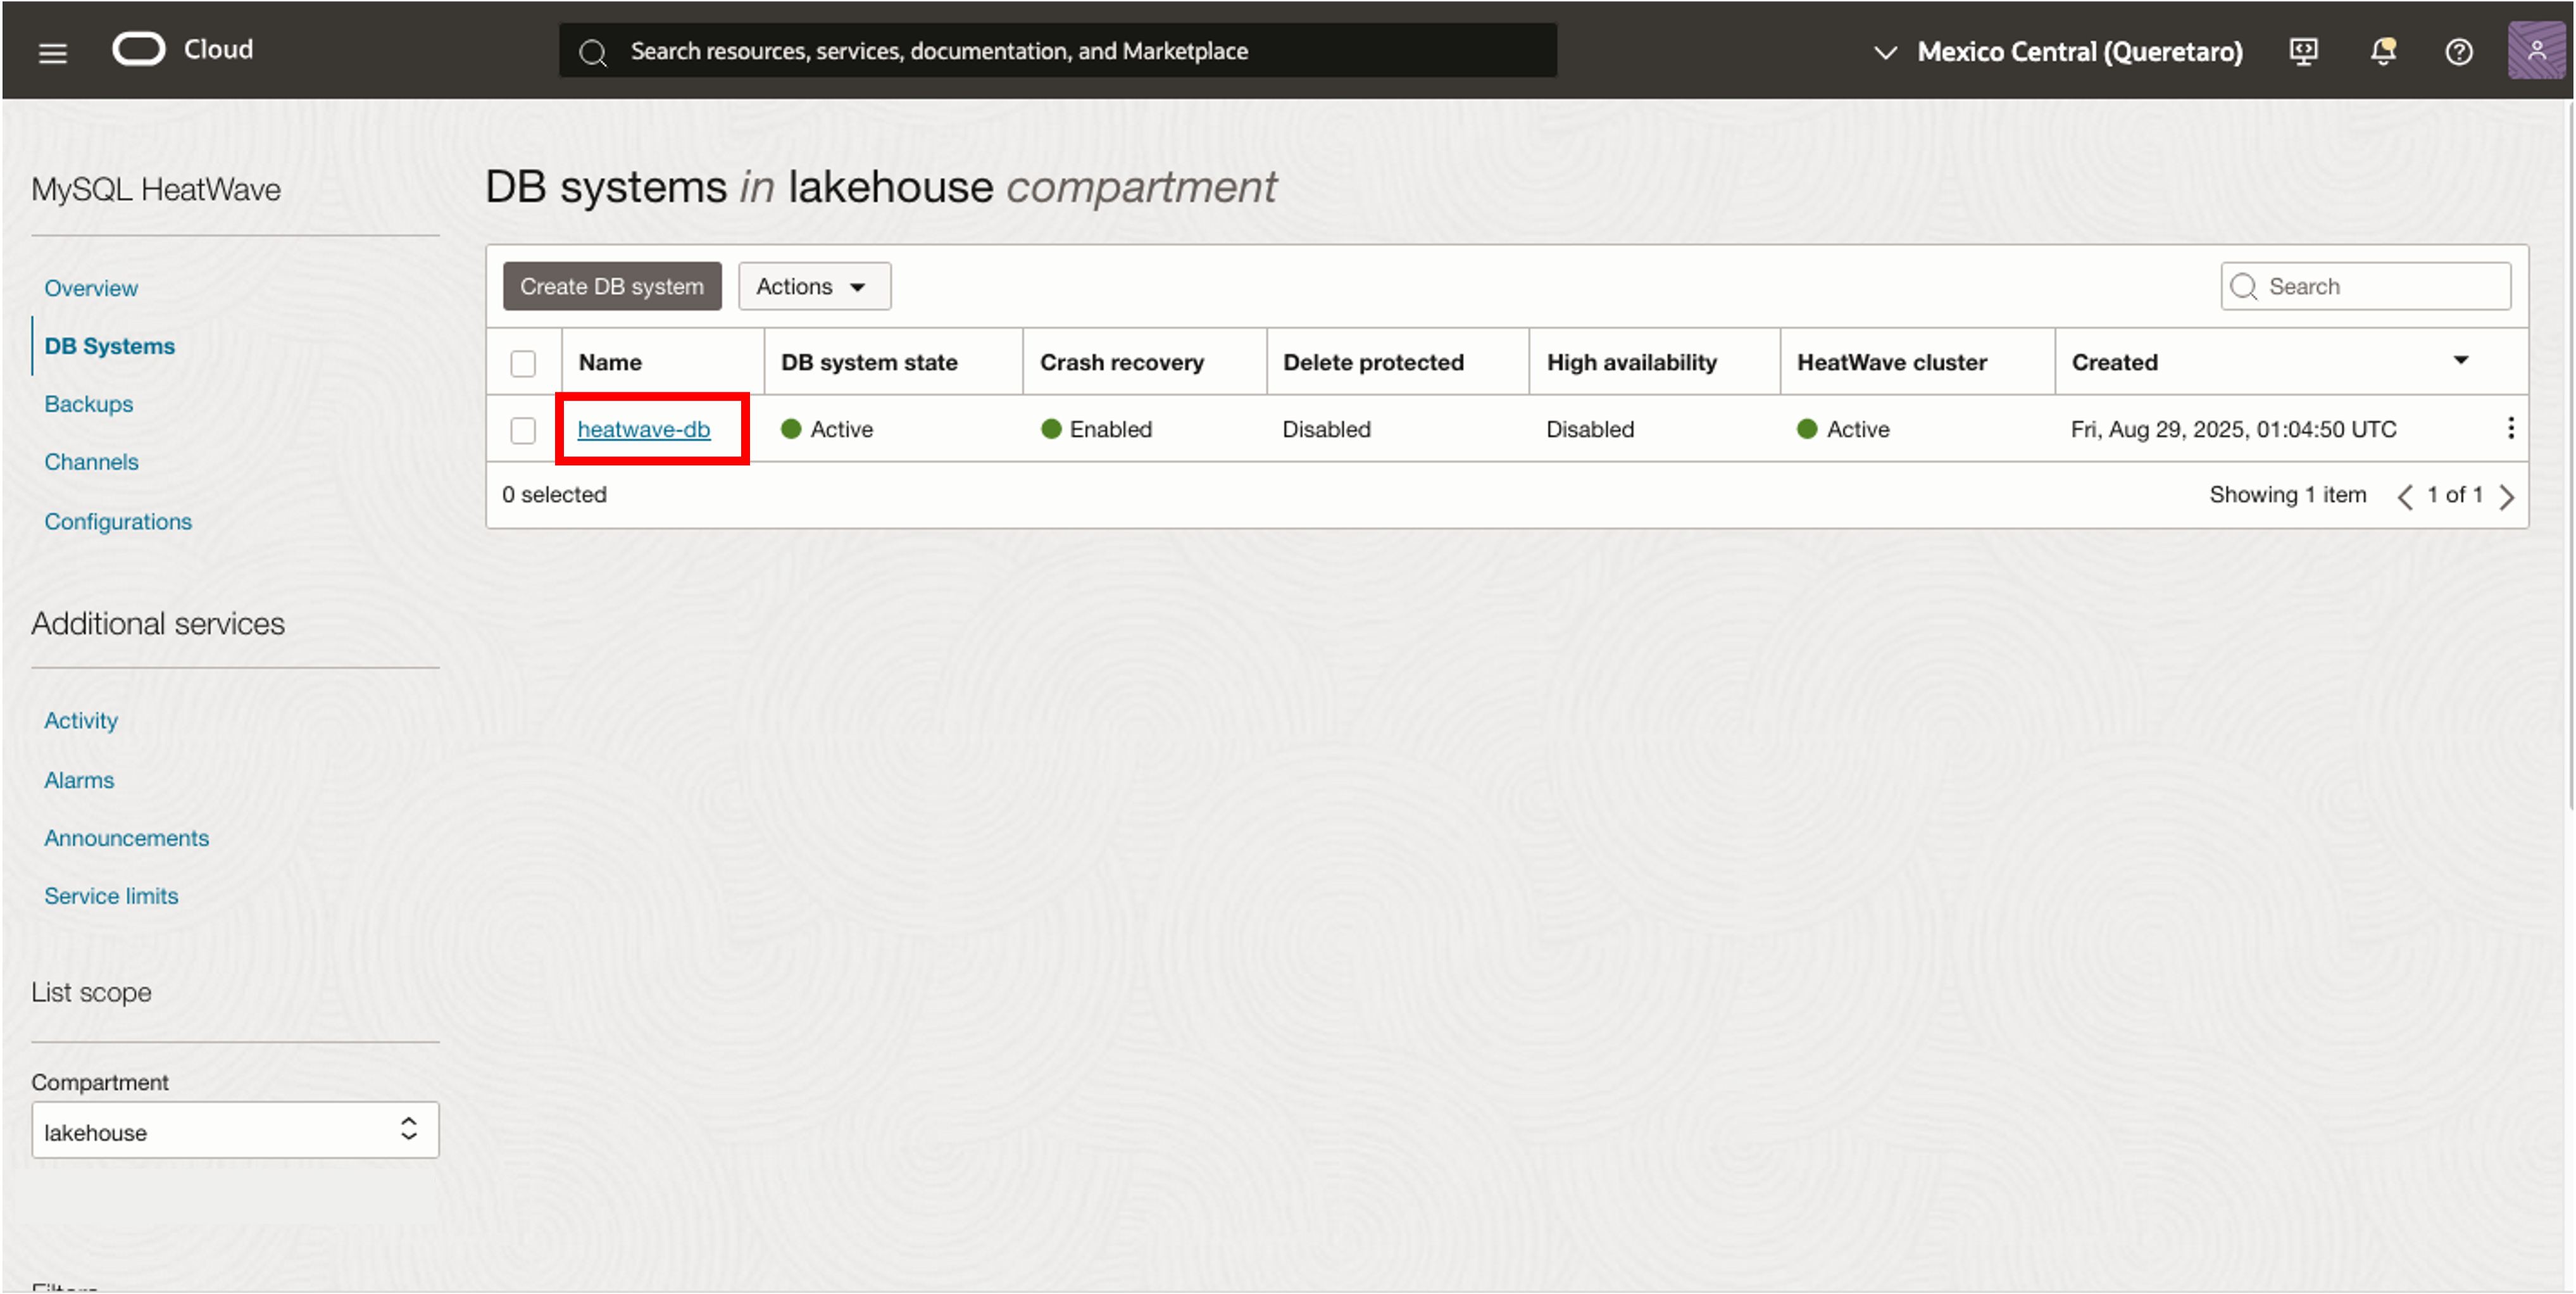 Cloud
Search resources, services, documentation, and Marketplace
Mexico Central (Queretaro)
MySQL HeatWave
Overview
DB Systems
Backups
Channels
Configurations
Additional services
Activity
Alarms
Announcements
Service limits
List scope
Compartment
lakehouse
Filters
DB systems in lakehouse compartment
Create DB system
Actions
Search
Name DB system state Crash recovery Delete protected High availability HeatWave cluster Created
heatwave-db Active Enabled Disabled Disabled Active Fri, Aug 29, 2025, 01:04:50 UTC
0 selected
Showing 1 item
1 of 1